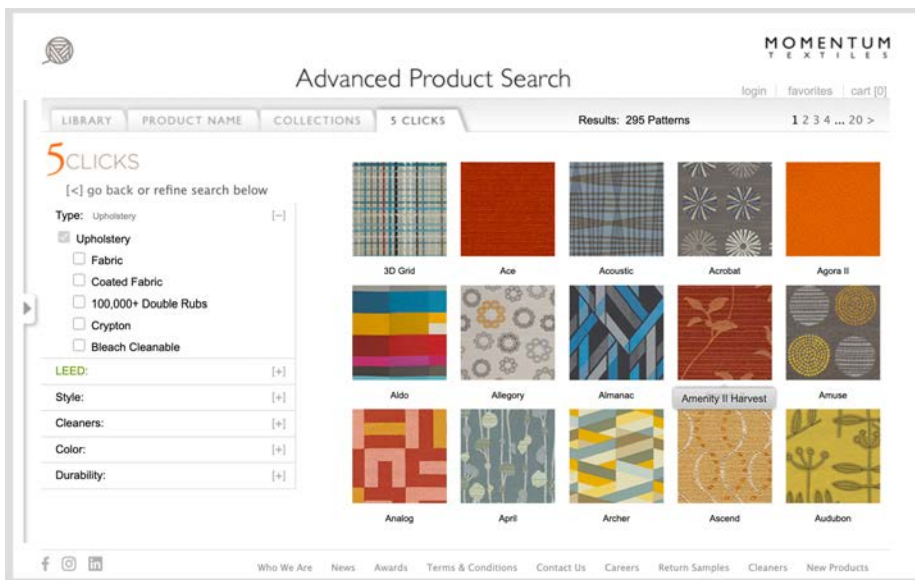 MOMENTUM
TEXTILES
Advanced Product Search
login favorites cart [0]
LIBRARY PRODUCT NAME COLLECTIONS 5 CLICKS Results: 295 Patterns 1 2 3 4 ... 20 >
5CLICKS
[<] go back or refine search below
Type: Upholstery [−]
Upholstery
Fabric
Coated Fabric
100,000+ Double Rubs
Crypton
Bleach Cleanable
LEED: [+]
Style: [+]
Cleaners: [+]
Color: [+]
Durability: [+]
3D Grid Ace Acoustic Acrobat Agora II
Aldo Allegory Almanac Amenity II Harvest Amuse
Analog April Archer Ascend Audubon
f in Who We Are News Awards Terms & Conditions Contact Us Careers Return Samples Cleaners New Products